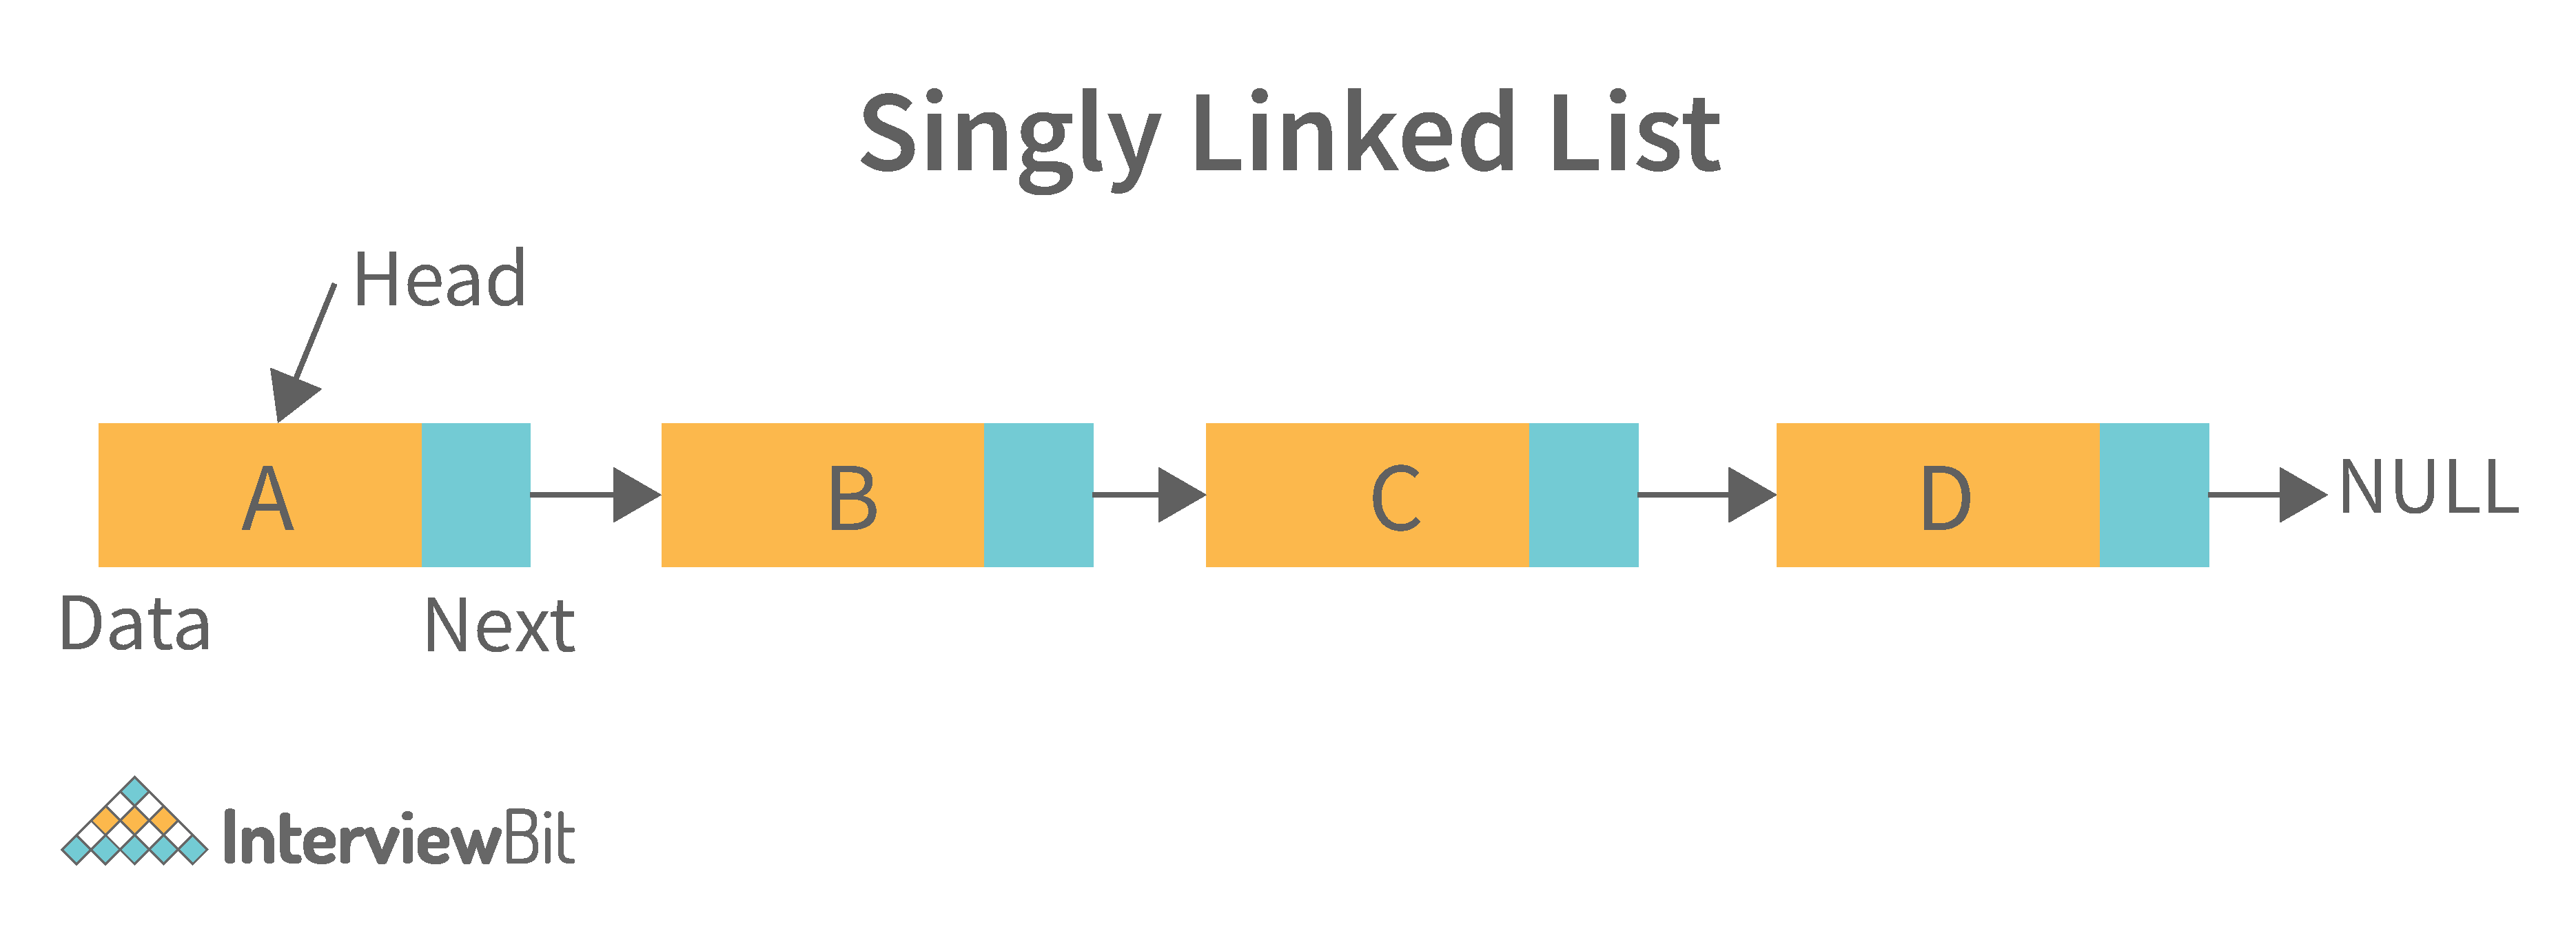 Singly Linked List
Head
A B C D NULL
Data Next
InterviewBit